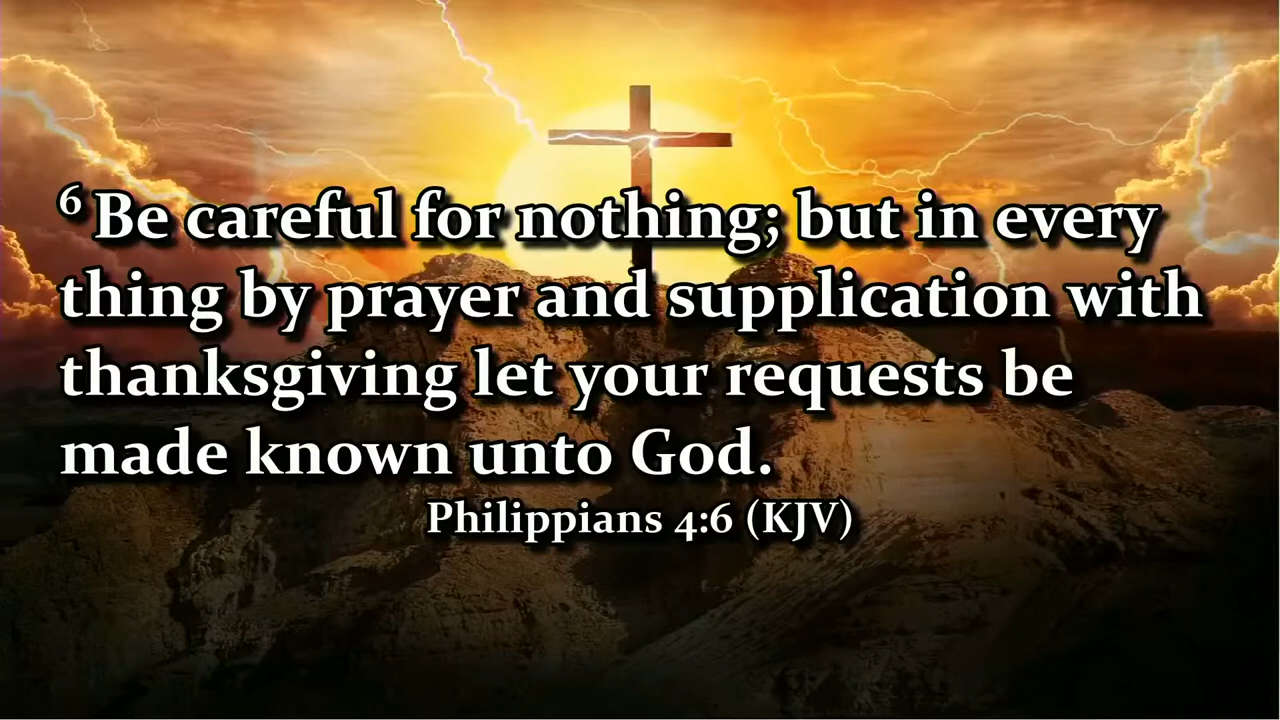 6 Be careful for nothing; but in every
thing by prayer and supplication with
thanksgiving let your requests be
made known unto God.
Philippians 4:6 (KJV)